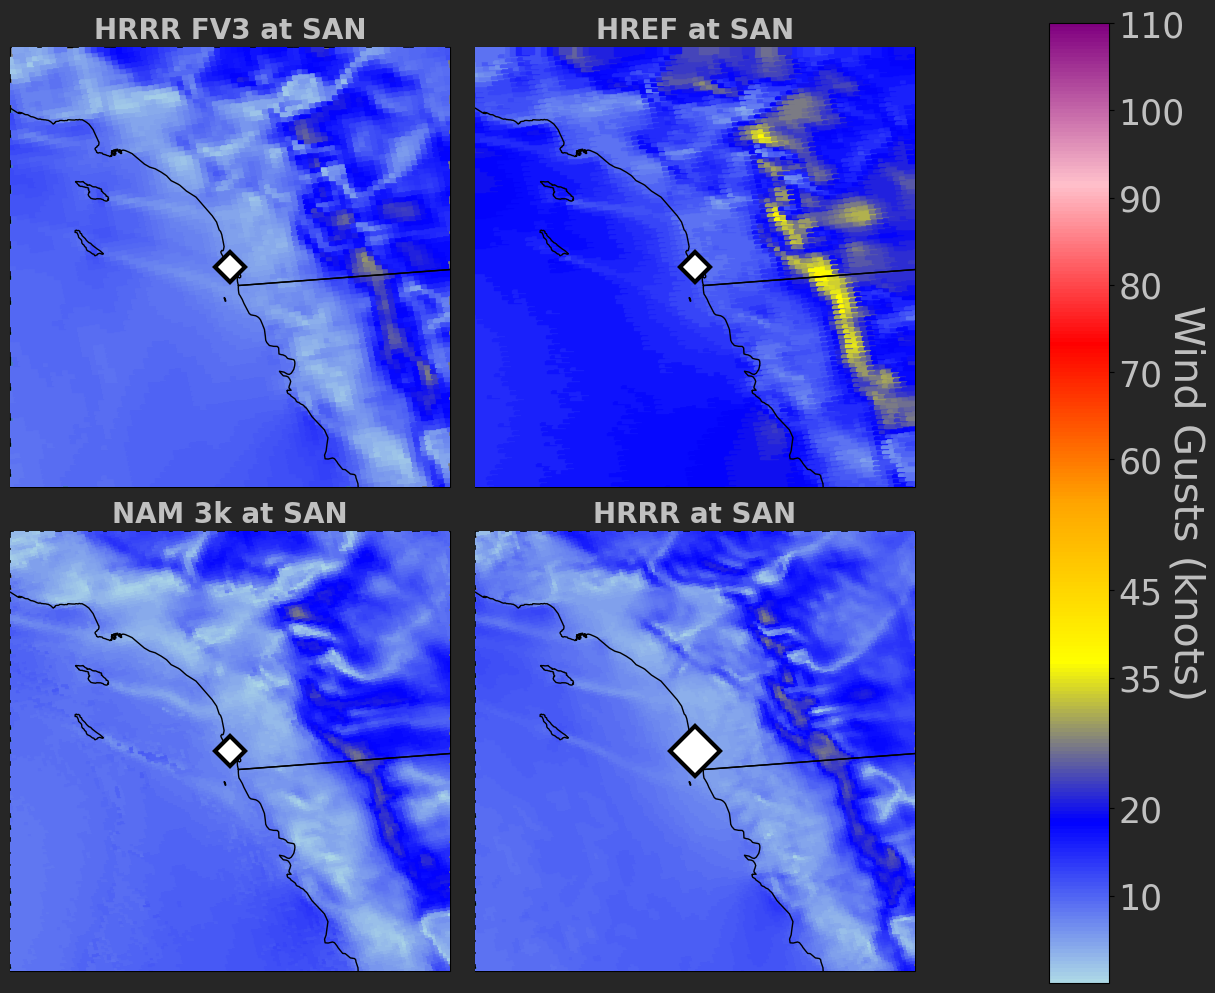 HRRR FV3 at SAN
HREF at SAN
NAM 3k at SAN
HRRR at SAN
110
100
90
80
70
60
45
35
20
10
Wind Gusts (knots)